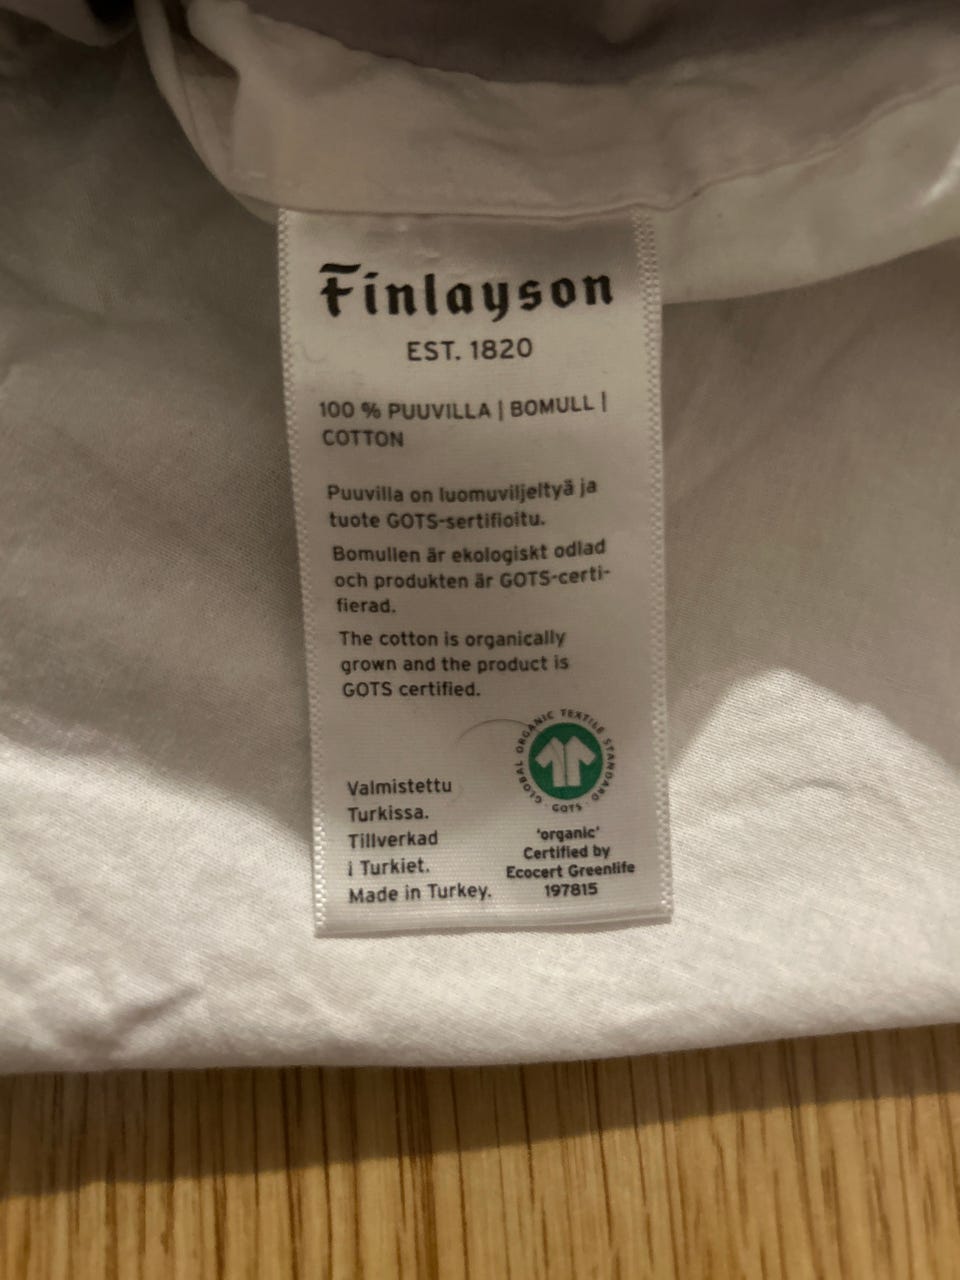 Finlayson
EST. 1820
100 % PUUVILLA | BOMULL |
COTTON
Puuvilla on luomuviljeltyä ja
tuote GOTS-sertifioitu.
Bomullen är ekologiskt odlad
och produkten är GOTS-certi-
fierad.
The cotton is organically
grown and the product is
GOTS certified.
GLOBAL ORGANIC TEXTILE STANDARD · GOTS ·
Valmistettu
Turkissa.
Tillverkad
i Turkiet.
Made in Turkey.
'organic'
Certified by
Ecocert Greenlife
197815